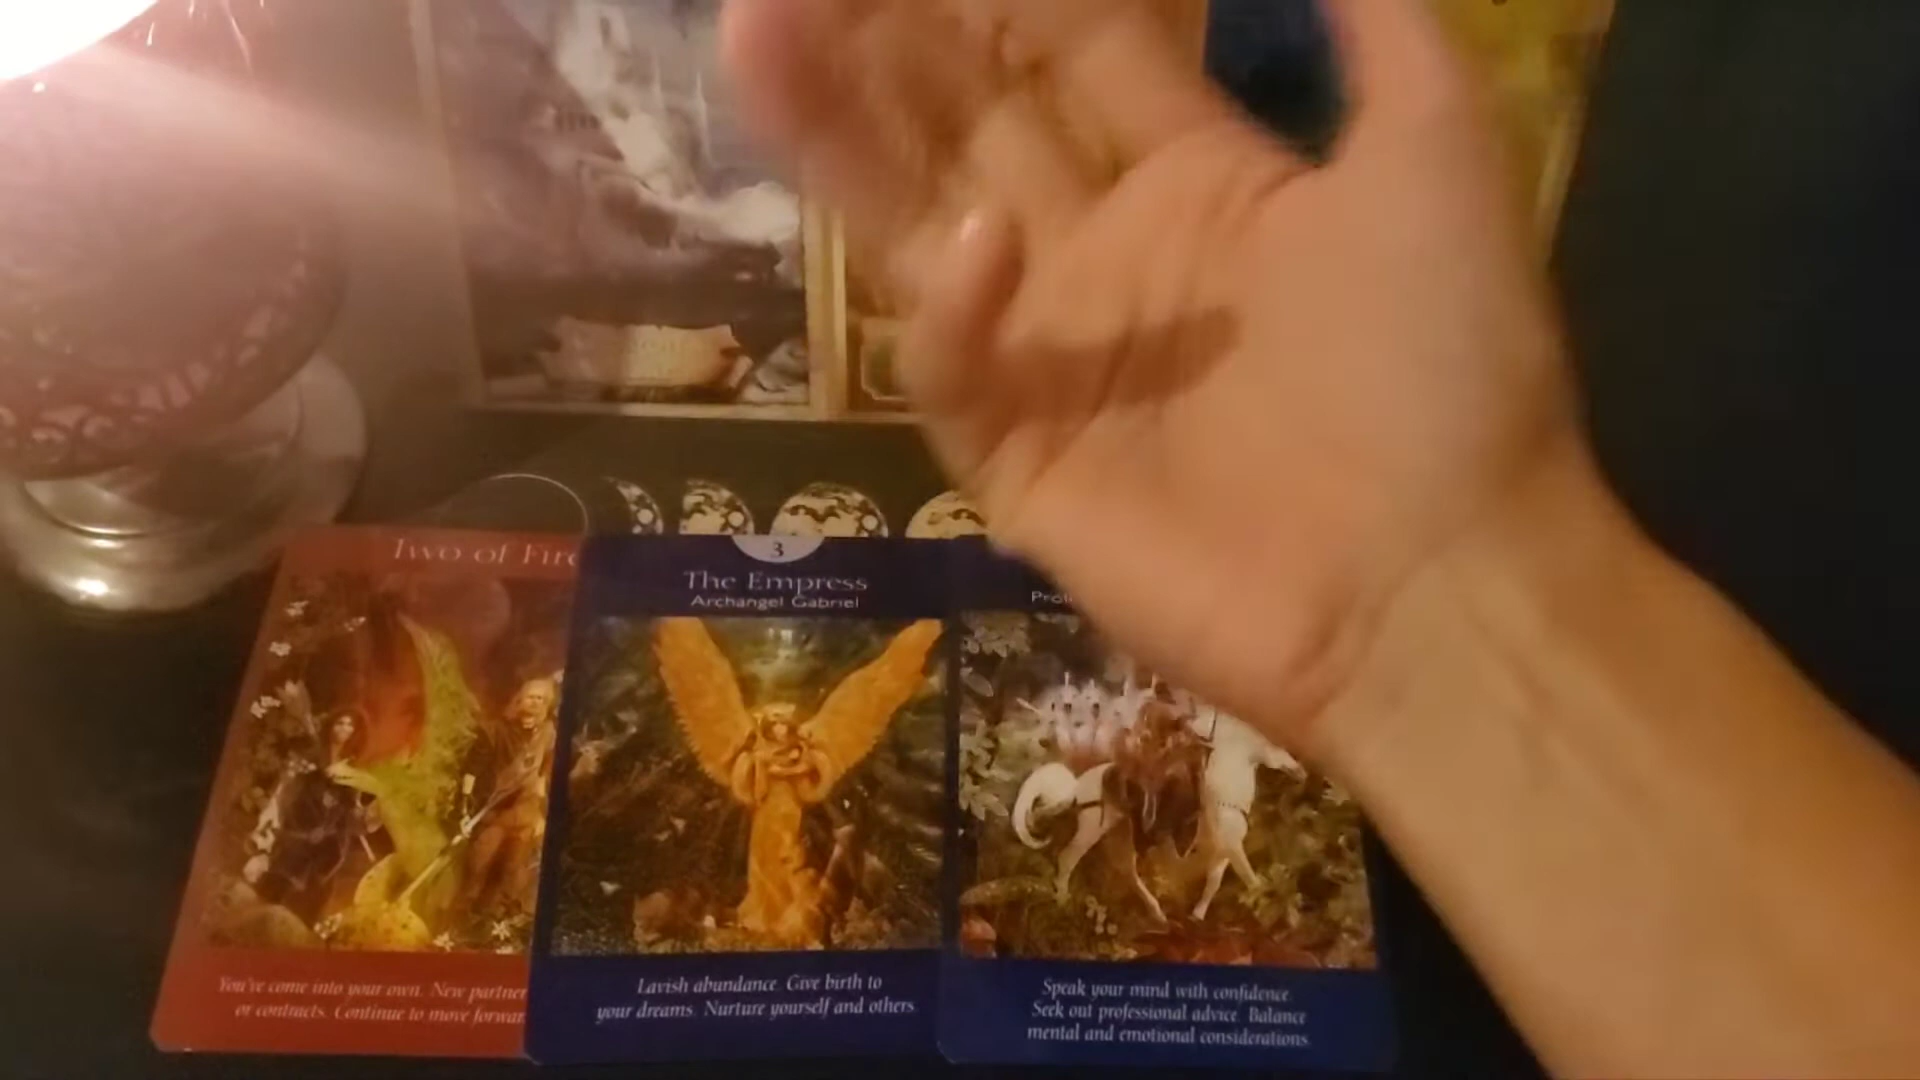 Two of Fire
You've come into your own. New partner
or contracts. Continue to move forwar
3
The Empress
Archangel Gabriel
Lavish abundance. Give birth to
your dreams. Nurture yourself and others.
Speak your mind with confidence.
Seek out professional advice. Balance
mental and emotional considerations.